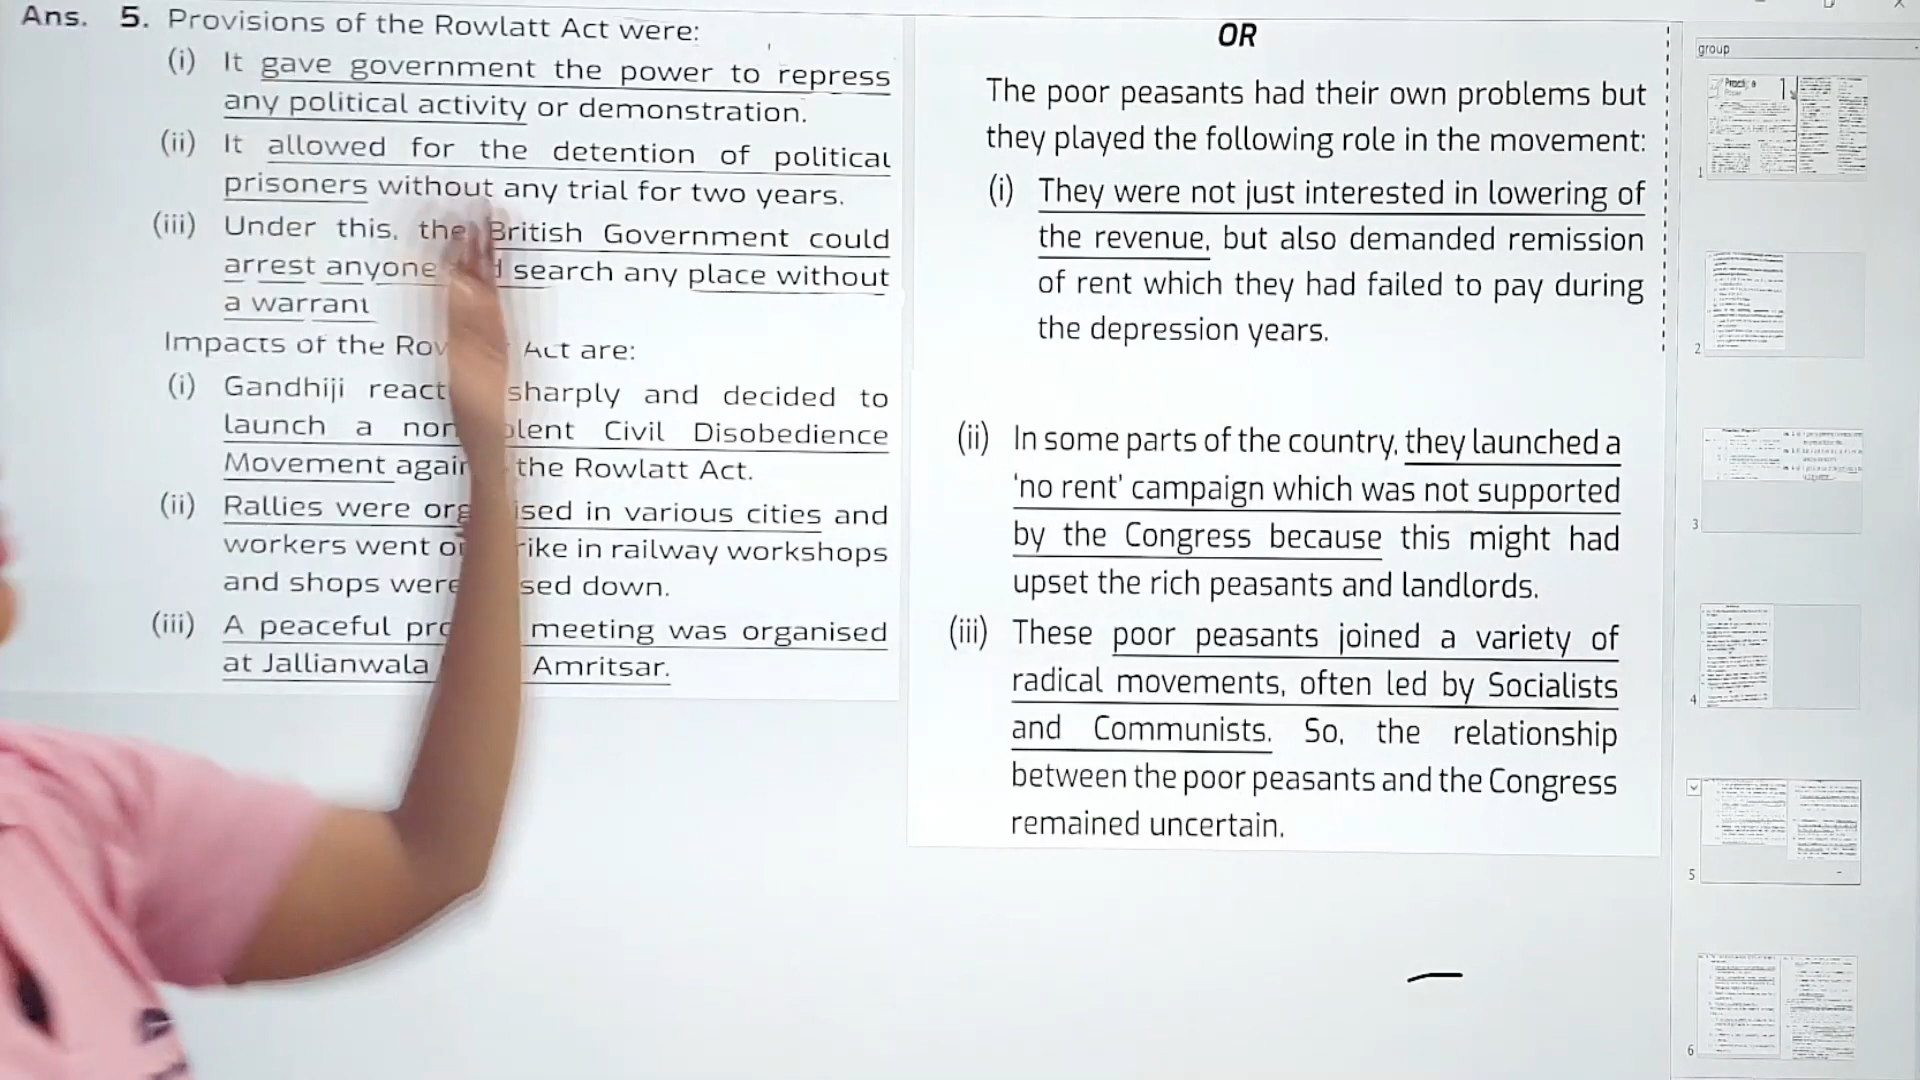 Ans. 5. Provisions of the Rowlatt Act were:
(i) It gave government the power to repress
any political activity or demonstration.
(ii) It allowed for the detention of political
prisoners without any trial for two years.
(iii) Under this, the British Government could
arrest anyone search any place without
a warrant
Impacts of the Act are:
(i) Gandhiji sharply and decided to
launch a Civil Disobedience
Movement the Rowlatt Act.
(ii) Rallies were in various cities and
workers went in railway workshops
and shops were down.
(iii) A peaceful meeting was organised
at Jallianwala Amritsar.
OR
The poor peasants had their own problems but
they played the following role in the movement:
(i) They were not just interested in lowering of
the revenue, but also demanded remission
of rent which they had failed to pay during
the depression years.
(ii) In some parts of the country, they launched a
'no rent' campaign which was not supported
by the Congress because this might had
upset the rich peasants and landlords.
(iii) These poor peasants joined a variety of
radical movements, often led by Socialists
and Communists. So, the relationship
between the poor peasants and the Congress
remained uncertain.
group
1
2
3
4
5
6